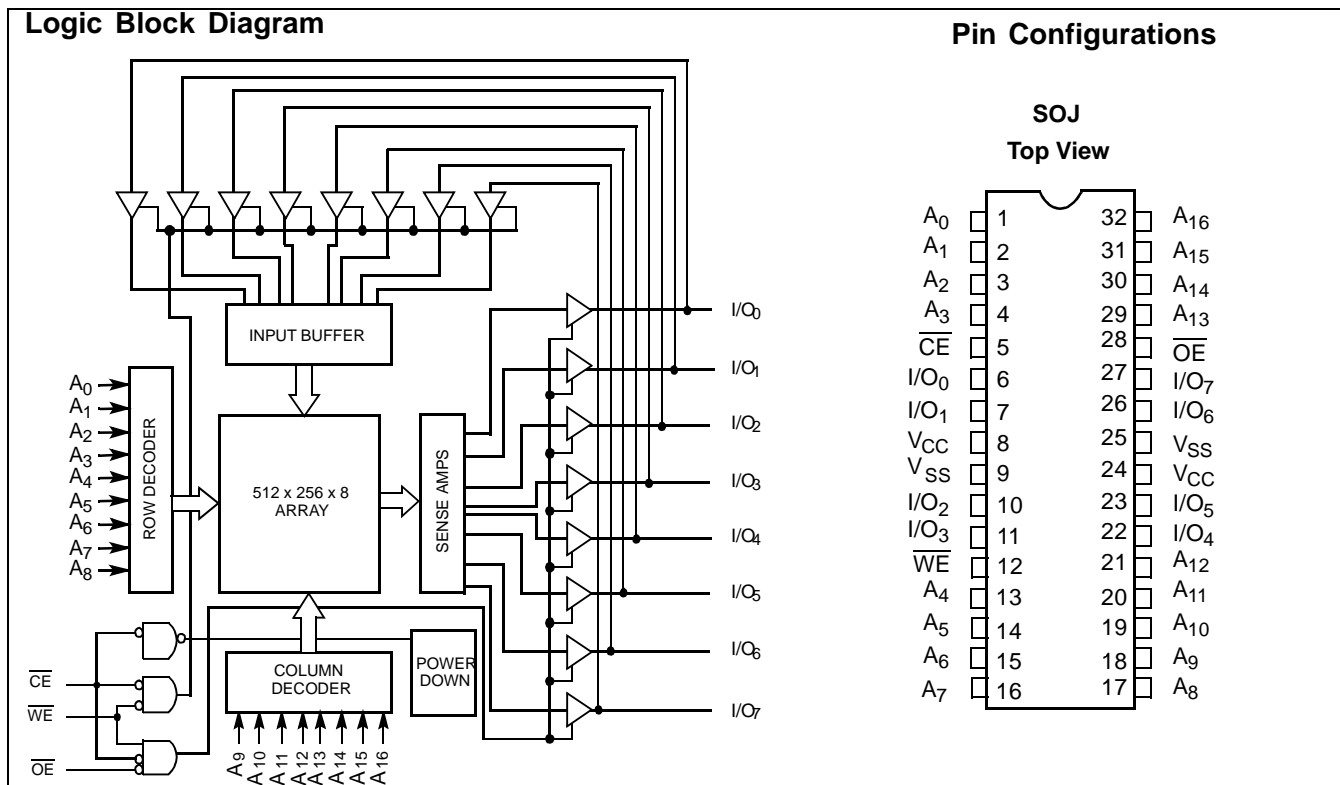 Logic Block Diagram
Pin Configurations
SOJ
Top View
INPUT BUFFER
A0
A1
A2
A3
A4
A5
A6
A7
A8
ROW DECODER
512 x 256 x 8
ARRAY
SENSE AMPS
I/O0
I/O1
I/O2
I/O3
I/O4
I/O5
I/O6
I/O7
CE
WE
OE
COLUMN
DECODER
POWER
DOWN
A9
A10
A11
A12
A13
A14
A15
A16
A0 1 32 A16
A1 2 31 A15
A2 3 30 A14
A3 4 29 A13
CE 5 28 OE
I/O0 6 27 I/O7
I/O1 7 26 I/O6
VCC 8 25 VSS
VSS 9 24 VCC
I/O2 10 23 I/O5
I/O3 11 22 I/O4
WE 12 21 A12
A4 13 20 A11
A5 14 19 A10
A6 15 18 A9
A7 16 17 A8